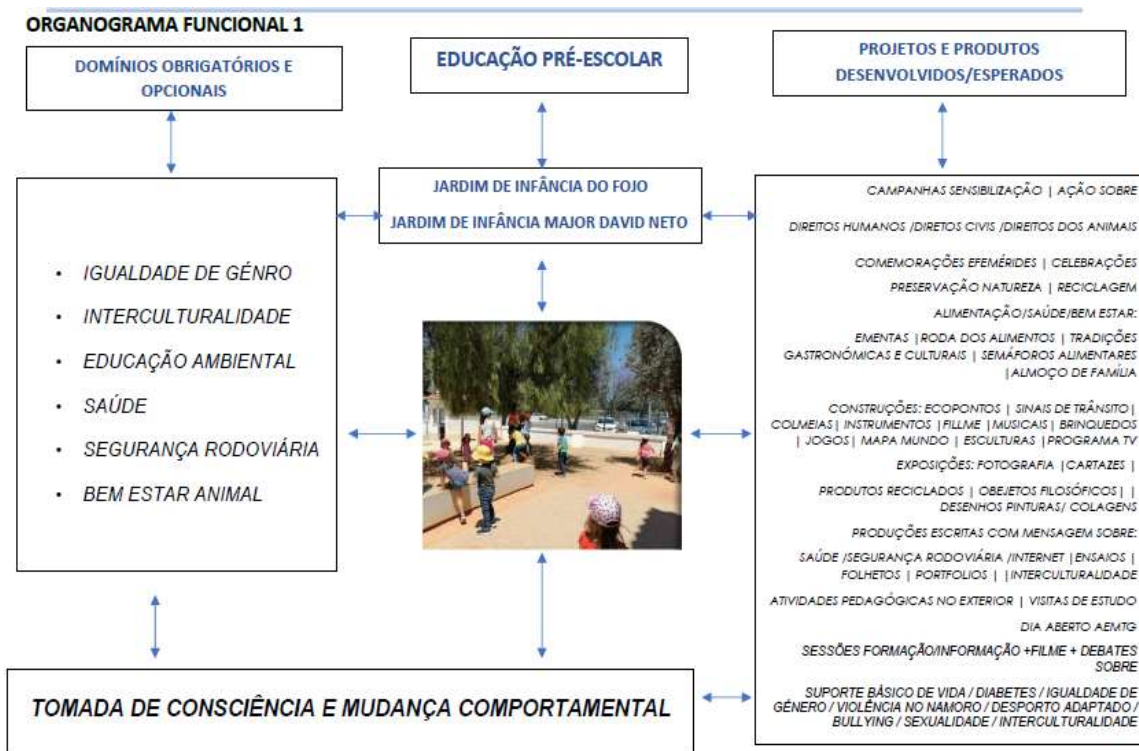 ORGANOGRAMA FUNCIONAL 1
DOMÍNIOS OBRIGATÓRIOS E
OPCIONAIS
EDUCAÇÃO PRÉ-ESCOLAR
PROJETOS E PRODUTOS
DESENVOLVIDOS/ESPERADOS
JARDIM DE INFÂNCIA DO FOJO
JARDIM DE INFÂNCIA MAJOR DAVID NETO
• IGUALDADE DE GÉNRO
• INTERCULTURALIDADE
• EDUCAÇÃO AMBIENTAL
• SAÚDE
• SEGURANÇA RODOVIÁRIA
• BEM ESTAR ANIMAL
CAMPANHAS SENSIBILIZAÇÃO | AÇÃO SOBRE
DIREITOS HUMANOS /DIRETOS CIVIS /DIREITOS DOS ANIMAIS
COMEMORAÇÕES EFEMÉRIDES | CELEBRAÇÕES
PRESERVAÇÃO NATUREZA | RECICLAGEM
ALIMENTAÇÃO/SAÚDE/BEM ESTAR:
EMENTAS |RODA DOS ALIMENTOS | TRADIÇÕES
GASTRONÓMICAS E CULTURAIS | SEMÁFOROS ALIMENTARES
|ALMOÇO DE FAMÍLIA
CONSTRUÇÕES: ECOPONTOS | SINAIS DE TRÂNSITO|
COLMEIAS| INSTRUMENTOS | FILLME |MUSICAIS | BRINQUEDOS
| JOGOS| MAPA MUNDO | ESCULTURAS |PROGRAMA TV
EXPOSIÇÕES: FOTOGRAFIA |CARTAZES |
PRODUTOS RECICLADOS | OBEJETOS FILOSÓFICOS| |
DESENHOS PINTURAS/ COLAGENS
PRODUÇÕES ESCRITAS COM MENSAGEM SOBRE:
SAÚDE /SEGURANÇA RODOVIÁRIA /INTERNET |ENSAIOS |
FOLHETOS | PORTFOLIOS | |INTERCULTURALIDADE
ATIVIDADES PEDAGÓGICAS NO EXTERIOR | VISITAS DE ESTUDO
DIA ABERTO AEMTG
SESSÕES FORMAÇÃO/INFORMAÇÃO +FILME + DEBATES
SOBRE
SUPORTE BÁSICO DE VIDA / DIABETES / IGUALDADE DE
GÉNERO / VIOLÊNCIA NO NAMORO / DESPORTO ADAPTADO /
BULLYING / SEXUALIDADE / INTERCULTURALIDADE
TOMADA DE CONSCIÊNCIA E MUDANÇA COMPORTAMENTAL